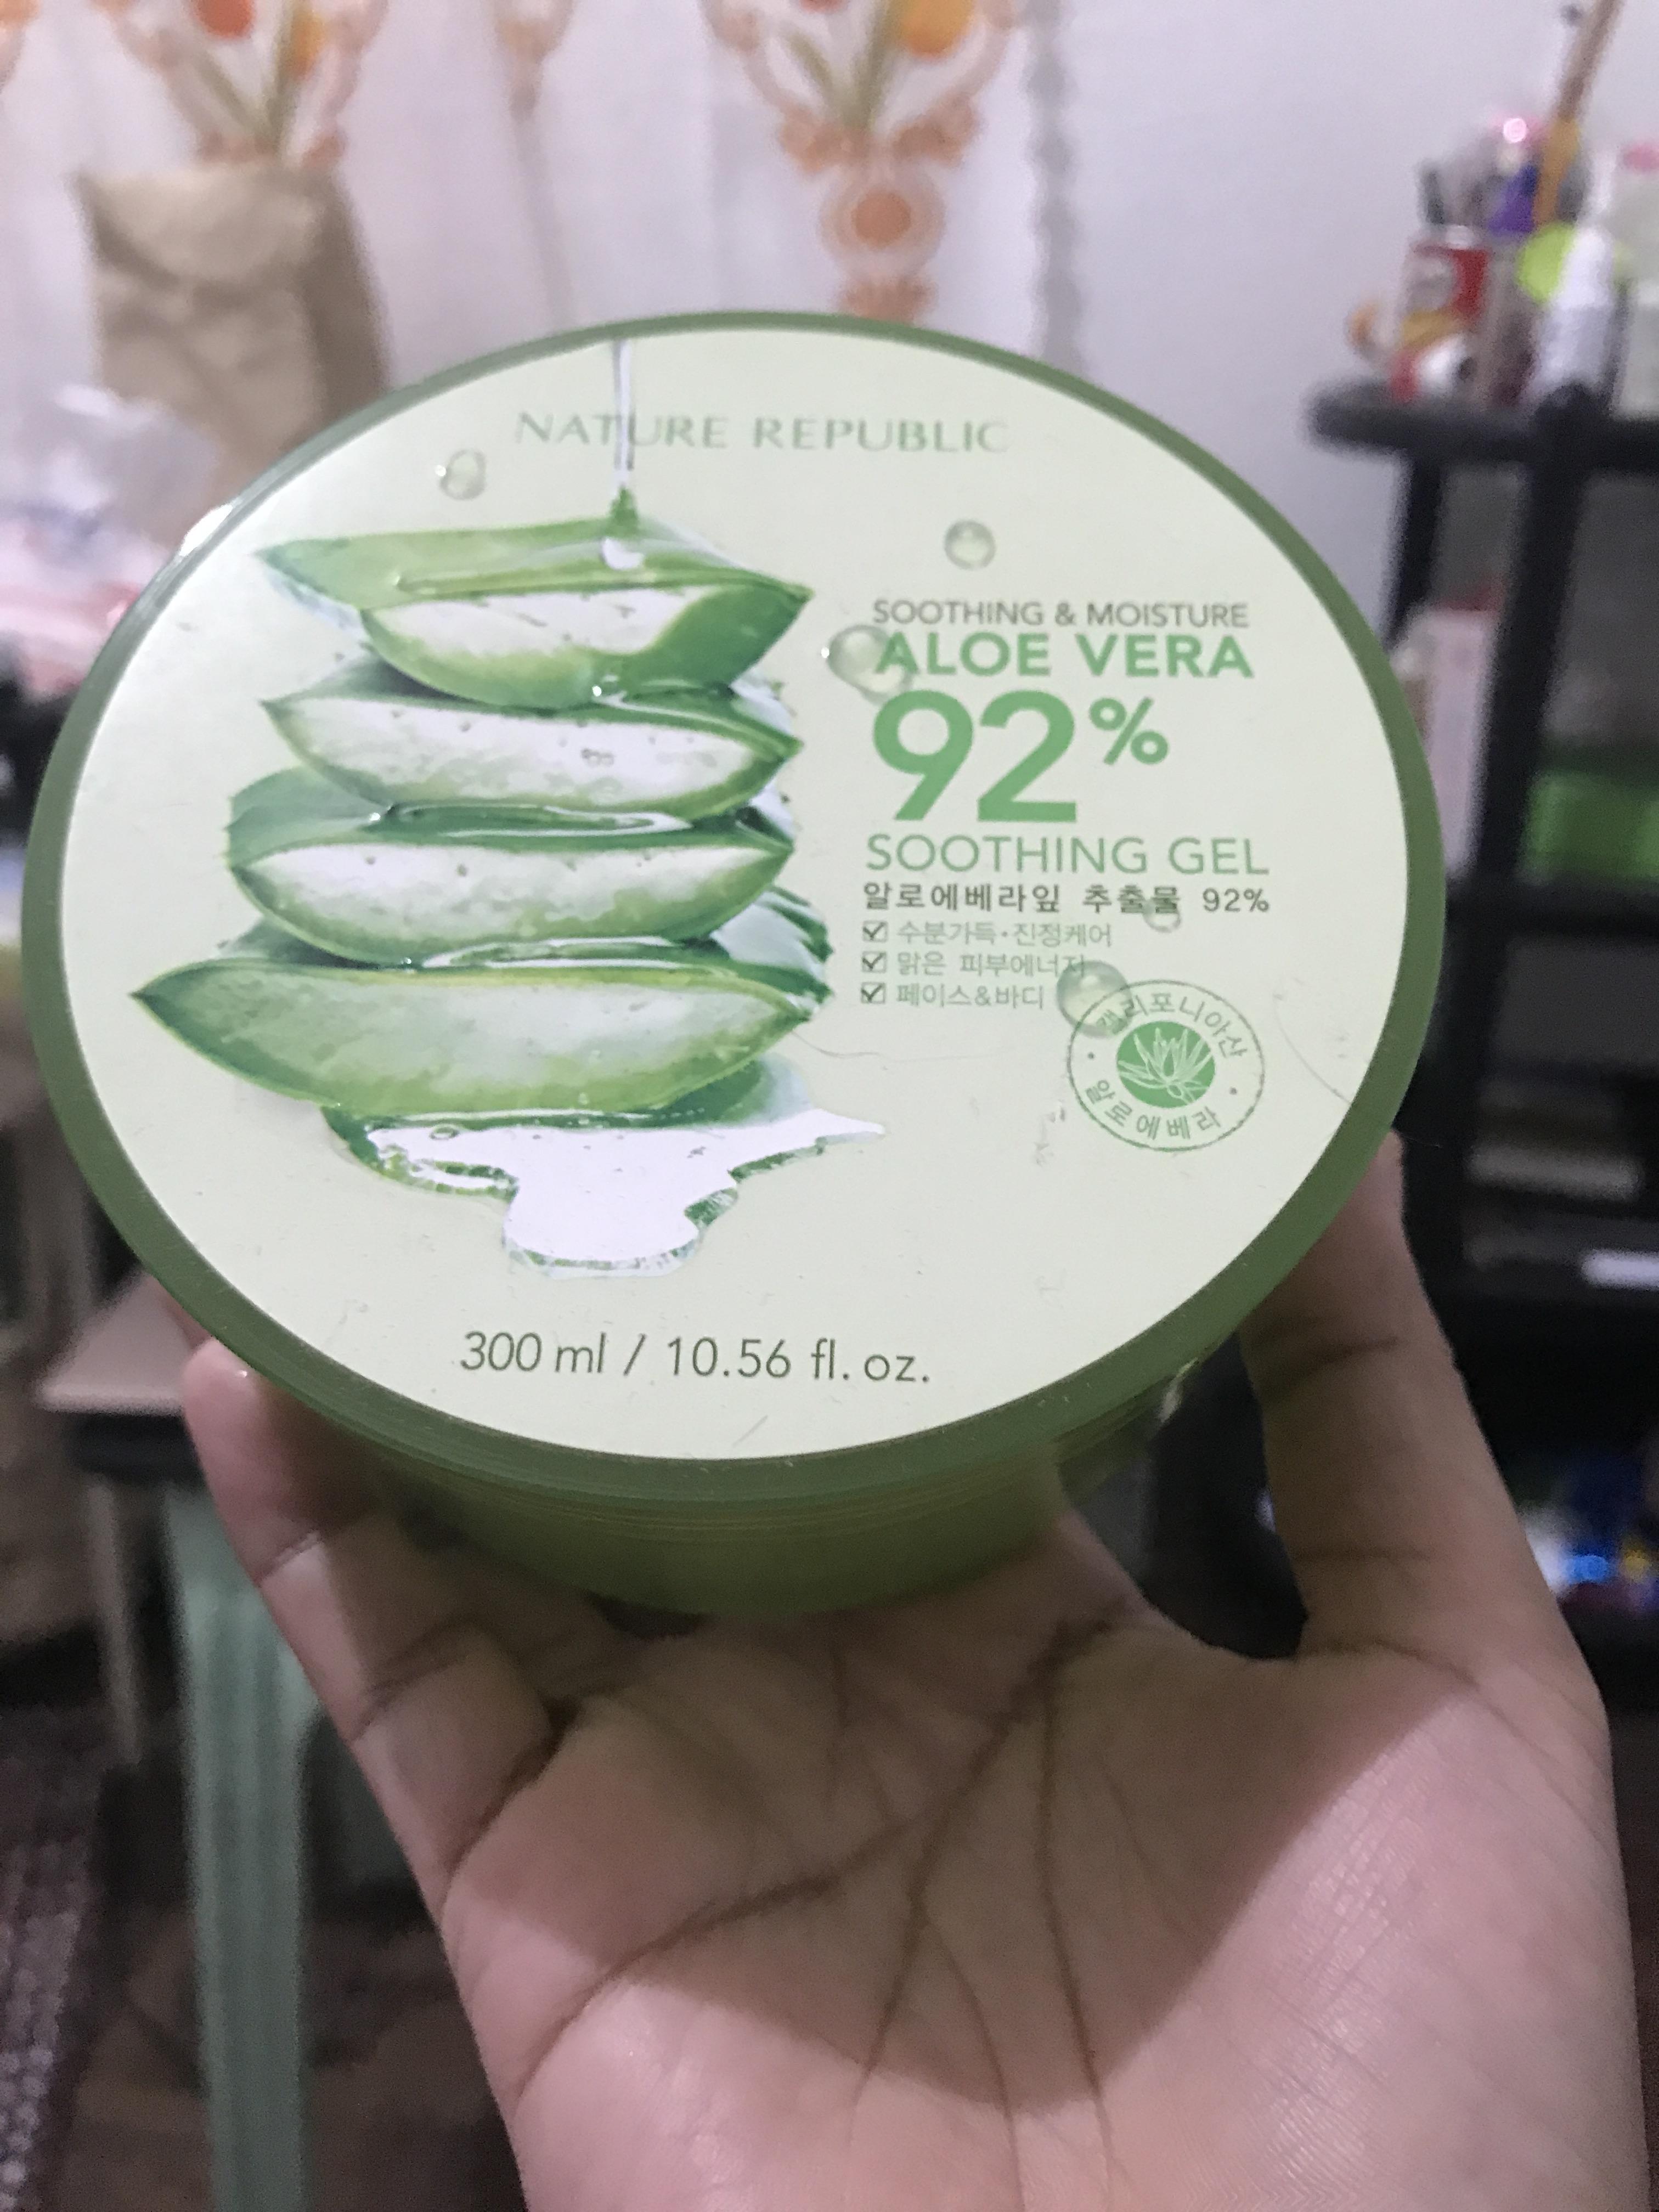 NATURE REPUBLIC
SOOTHING & MOISTURE
ALOE VERA
92%
SOOTHING GEL
알로에베라잎 추출물 92%
수분가득·진정케어
맑은 피부에너지
페이스&바디
캘리포니아산
알로에베라
300 ml / 10.56 fl. oz.